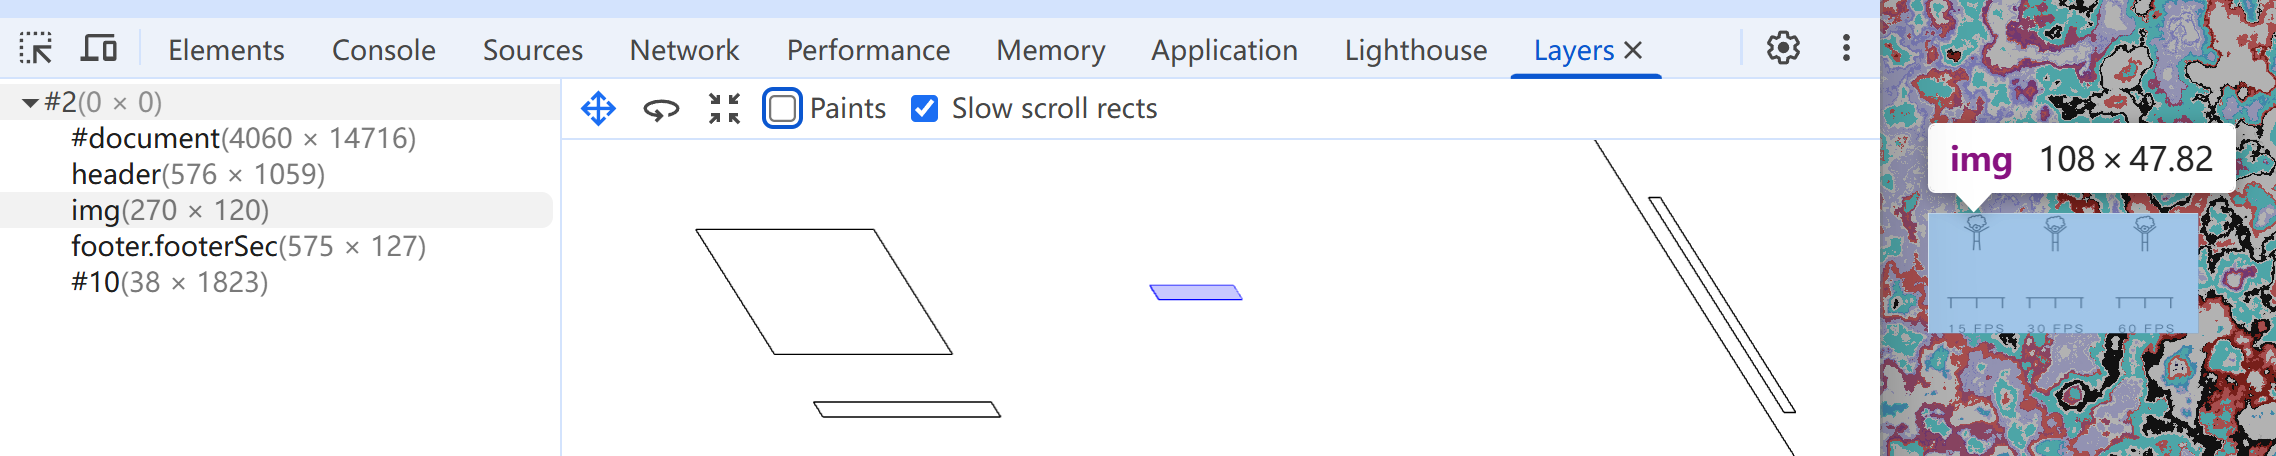 Elements Console Sources Network Performance Memory Application Lighthouse Layers
#2(0 × 0)
#document(4060 × 14716)
header(576 × 1059)
img(270 × 120)
footer.footerSec(575 × 127)
#10(38 × 1823)
Paints Slow scroll rects
img 108 × 47.82
15 FPS 30 FPS 60 FPS